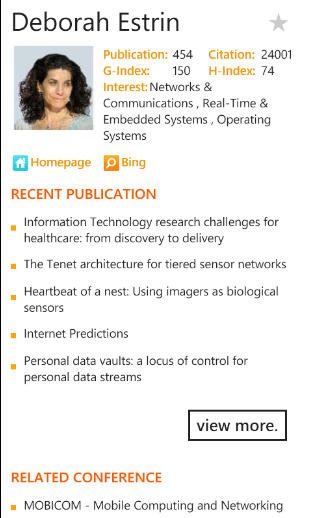 Deborah Estrin
Publication: 454 Citation: 24001
G-Index: 150 H-Index: 74
Interest: Networks &
Communications , Real-Time &
Embedded Systems , Operating
Systems
Homepage Bing
RECENT PUBLICATION
Information Technology research challenges for
healthcare: from discovery to delivery
The Tenet architecture for tiered sensor networks
Heartbeat of a nest: Using imagers as biological
sensors
Internet Predictions
Personal data vaults: a locus of control for
personal data streams
view more.
RELATED CONFERENCE
MOBICOM - Mobile Computing and Networking